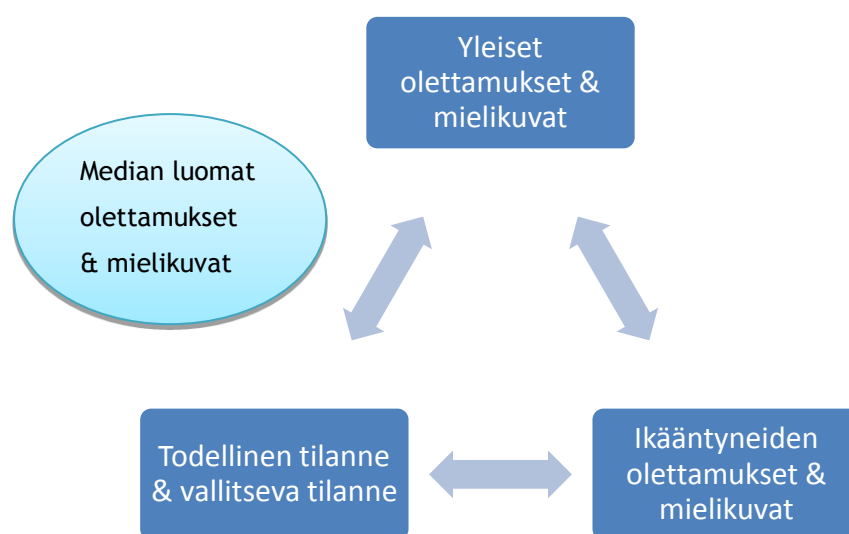 Yleiset
olettamukset &
mielikuvat
Median luomat
olettamukset
& mielikuvat
Todellinen tilanne
& vallitseva tilanne
Ikääntyneiden
olettamukset &
mielikuvat